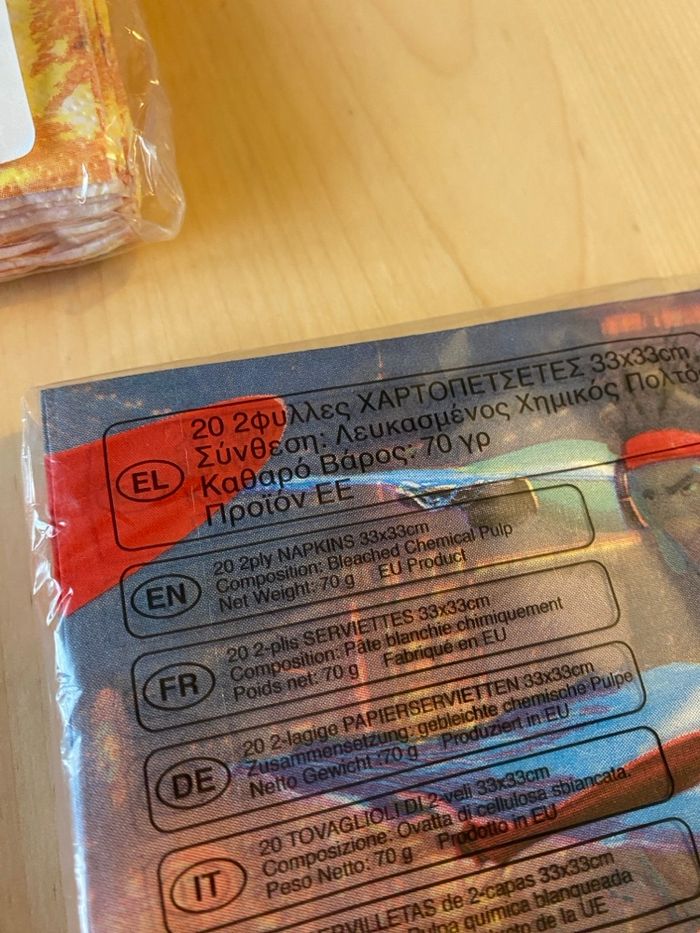 EL
20 2φυλλες ΧΑΡΤΟΠΕΤΣΕΤΕΣ 33x33cm
Σύνθεση: Λευκασμένος Χημικός
Καθαρό Βάρος: 70 γρ
Προϊόν ΕΕ
EN
20 2ply NAPKINS 33x33cm
Composition: Bleached Chemical Pulp
Net Weight: 70 g EU Product
FR
20 2-plis SERVIETTES 33x33cm
Composition: Pâte blanchie chimiquement
Poids net: 70 g Fabriqué en EU
DE
20 2-lagige PAPIERSERVIETTEN 33x33cm
Zusammensetzung: gebleichte chemische Pulpe
Netto Gewicht :70 g Produziert in EU
IT
20 TOVAGLIOLI DI 2-veli 33x33cm
Composizione: Ovatta di cellulosa sbiancata.
Peso Netto: 70 g Prodotto in EU
de 2-capas 33x33cm
química blanqueada
de la UE